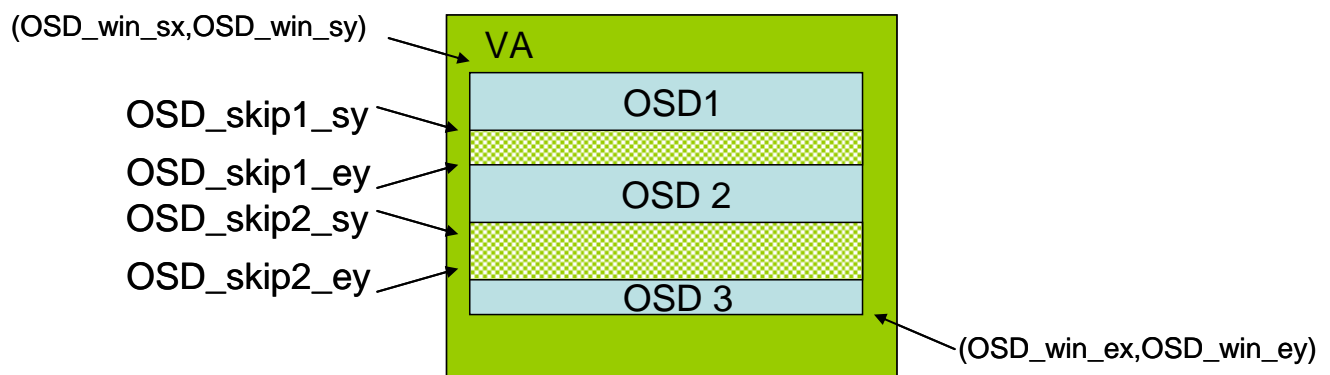 (OSD_win_sx,OSD_win_sy)
VA
OSD1
OSD_skip1_sy
OSD_skip1_ey
OSD 2
OSD_skip2_sy
OSD_skip2_ey
OSD 3
(OSD_win_ex,OSD_win_ey)